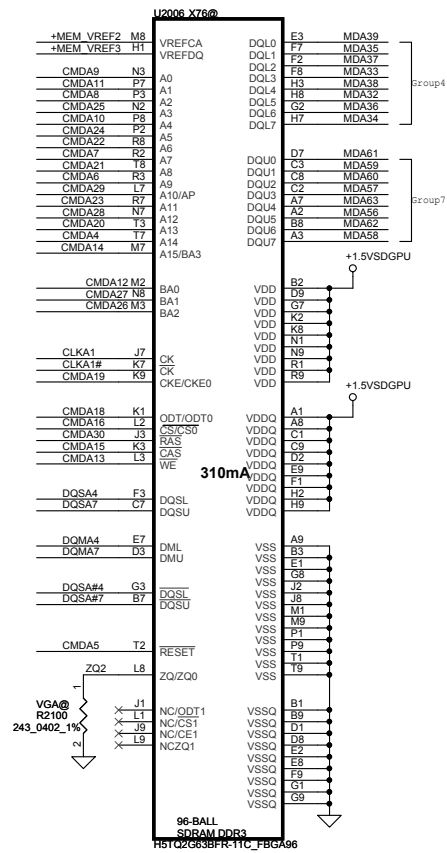 U2006 X76@
+MEM_VREF2 M8 VREFCA
+MEM_VREF3 H1 VREFDQ
CMDA9 N3 A0
CMDA11 P7 A1
CMDA8 P3 A2
CMDA25 N2 A3
CMDA10 P8 A4
CMDA24 P2 A5
CMDA22 R8 A6
CMDA7 R2 A7
CMDA21 T8 A8
CMDA6 R3 A9
CMDA29 L7 A10/AP
CMDA23 R7 A11
CMDA28 N7 A12
CMDA20 T3 A13
CMDA4 T7 A14
CMDA14 M7 A15/BA3
CMDA12 M2 BA0
CMDA27 N8 BA1
CMDA26 M3 BA2
CLKA1 J7 CK
CLKA1# K7 CK
CMDA19 K9 CKE/CKE0
CMDA18 K1 ODT/ODT0
CMDA16 L2 CS/CS0
CMDA30 J3 RAS
CMDA15 K3 CAS
CMDA13 L3 WE
310mA
DQSA4 F3 DQSL
DQSA7 C7 DQSU
DQMA4 E7 DML
DQMA7 D3 DMU
DQSA#4 G3 DQSL
DQSA#7 B7 DQSU
CMDA5 T2 RESET
ZQ2 L8 ZQ/ZQ0
1
VGA@
R2100
243_0402_1%
2
J1 NC/ODT1
L1 NC/CS1
J9 NC/CE1
L9 NCZQ1
DQL0 E3 MDA39
DQL1 F7 MDA35
DQL2 F2 MDA37
DQL3 F8 MDA33
DQL4 H3 MDA38
DQL5 H8 MDA32
DQL6 G2 MDA36
DQL7 H7 MDA34
Group4
DQU0 D7 MDA61
DQU1 C3 MDA59
DQU2 C8 MDA60
DQU3 C2 MDA57
DQU4 A7 MDA63
DQU5 A2 MDA56
DQU6 B8 MDA62
DQU7 A3 MDA58
Group7
+1.5VSDGPU
VDD B2
VDD D9
VDD G7
VDD K2
VDD K8
VDD N1
VDD N9
VDD R1
VDD R9
+1.5VSDGPU
VDDQ A1
VDDQ A8
VDDQ C1
VDDQ C9
VDDQ D2
VDDQ E9
VDDQ F1
VDDQ H2
VDDQ H9
VSS A9
VSS B3
VSS E1
VSS G8
VSS J2
VSS J8
VSS M1
VSS M9
VSS P1
VSS P9
VSS T1
VSS T9
VSSQ B1
VSSQ B9
VSSQ D1
VSSQ D8
VSSQ E2
VSSQ E8
VSSQ F9
VSSQ G1
VSSQ G9
96-BALL
SDRAM DDR3
H5TQ2G63BFR-11C_FBGA96